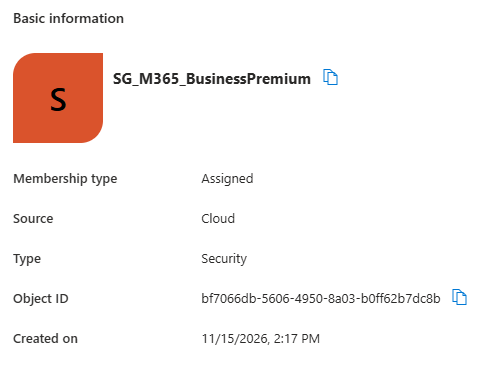 Basic information
S
SG_M365_BusinessPremium
Membership type Assigned
Source Cloud
Type Security
Object ID bf7066db-5606-4950-8a03-b0ff62b7dc8b
Created on 11/15/2026, 2:17 PM